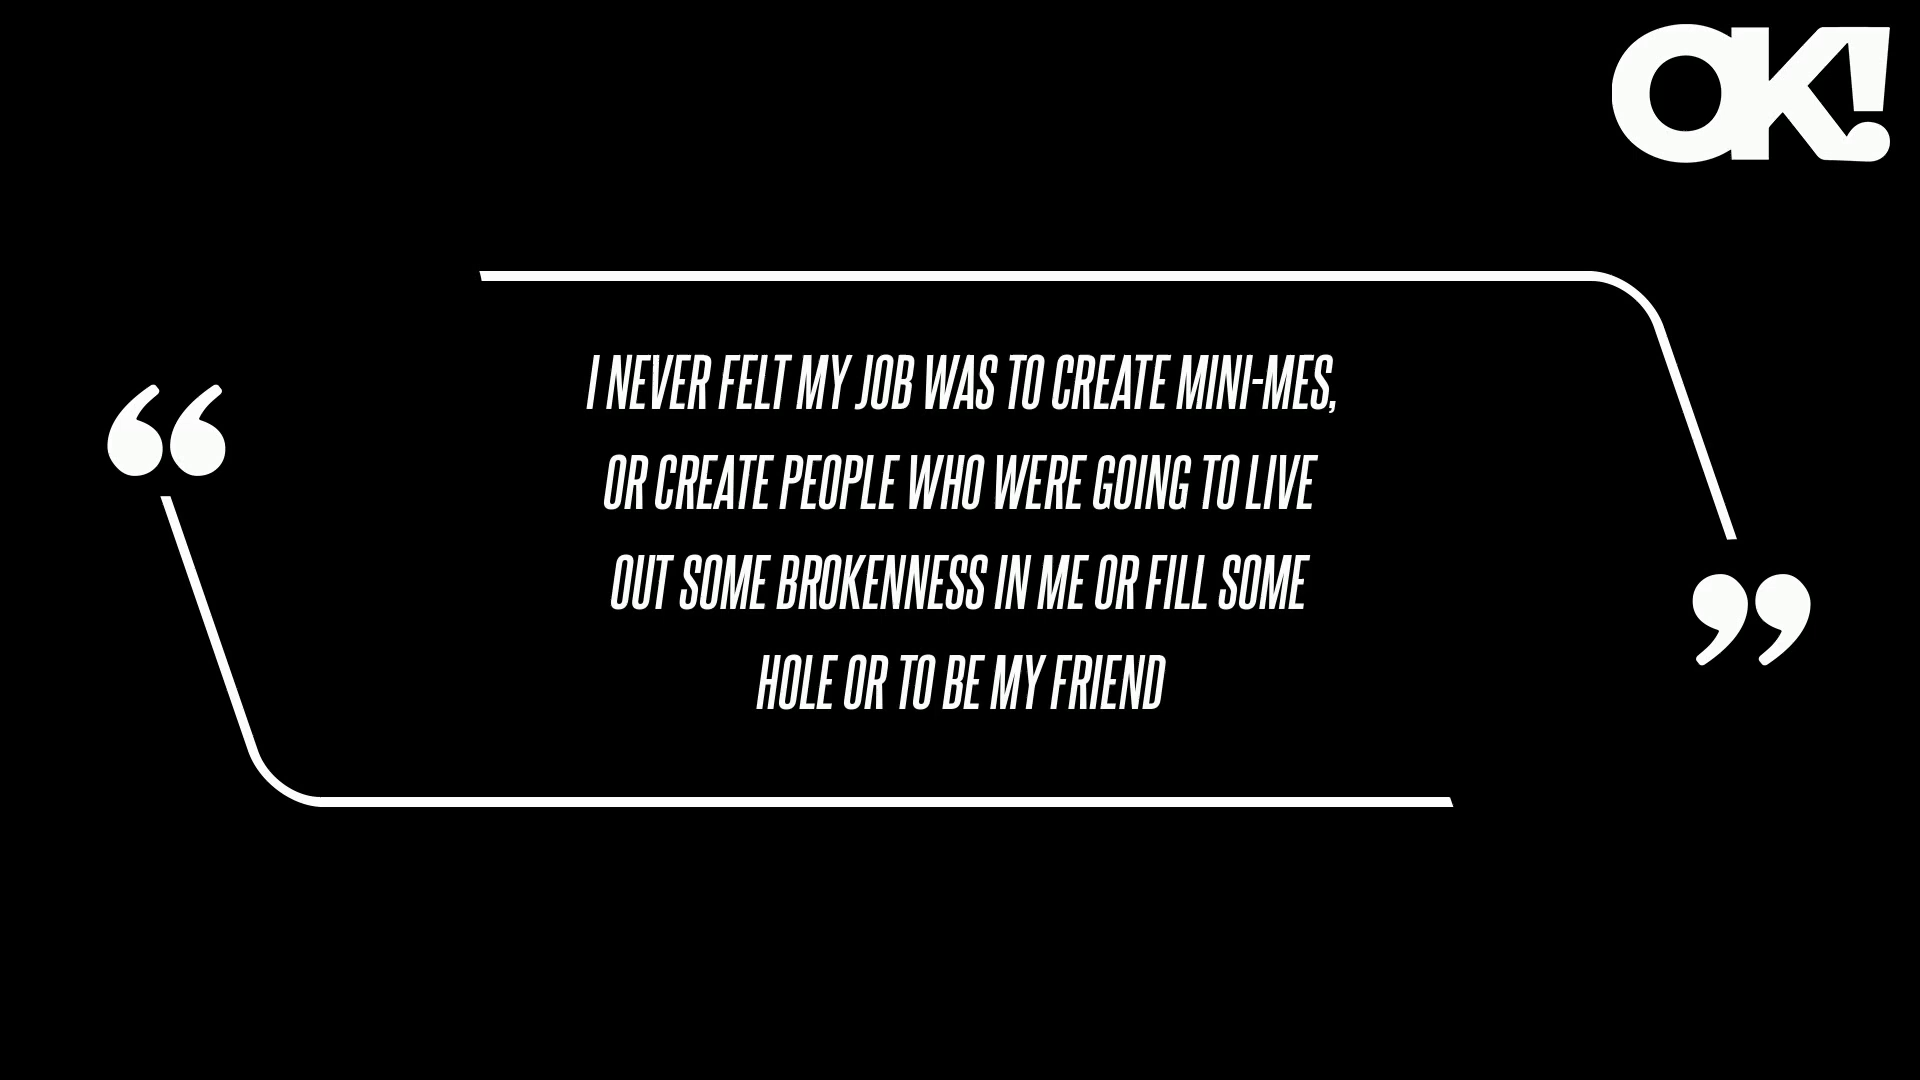 OK!
“
I NEVER FELT MY JOB WAS TO CREATE MINI-MES,
OR CREATE PEOPLE WHO WERE GOING TO LIVE
OUT SOME BROKENNESS IN ME OR FILL SOME
HOLE OR TO BE MY FRIEND
”